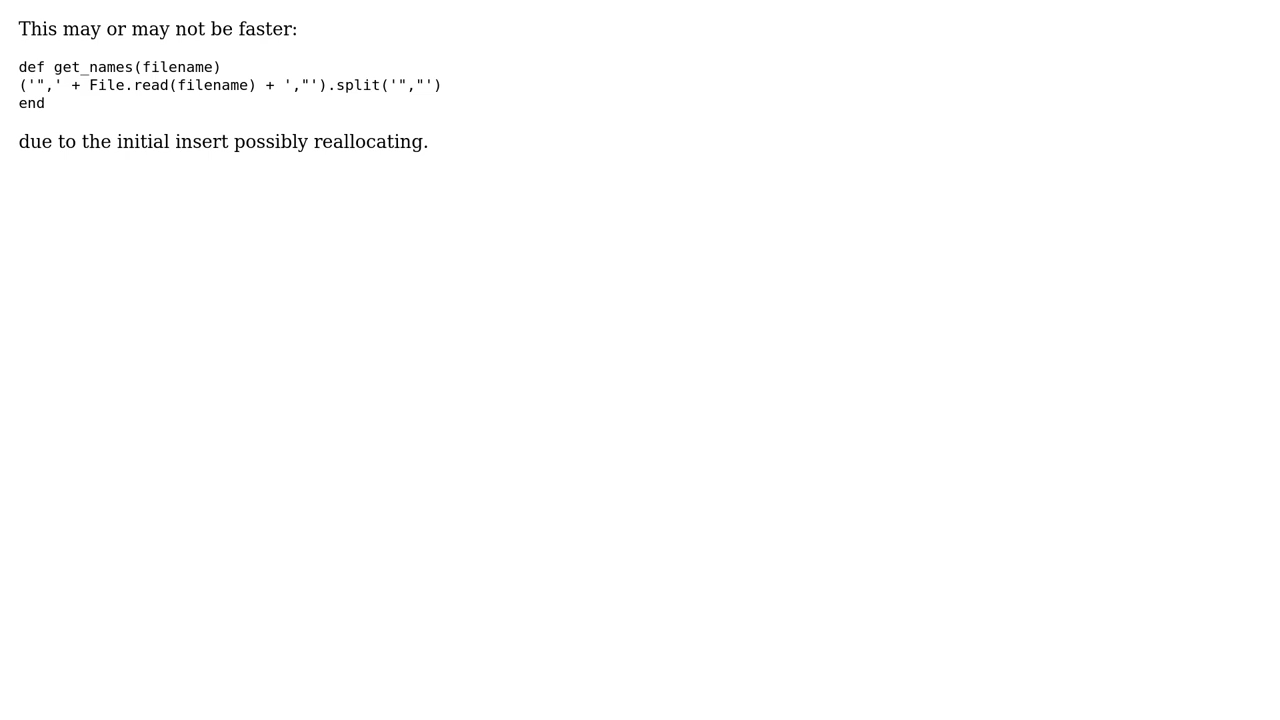 This may or may not be faster:
def get_names(filename)
('",' + File.read(filename) + ',"').split('","')
end
due to the initial insert possibly reallocating.